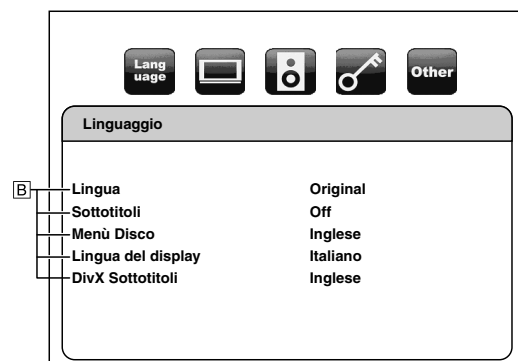 Lang
uage
Other
Linguaggio
B
Lingua Original
Sottotitoli Off
Menù Disco Inglese
Lingua del display Italiano
DivX Sottotitoli Inglese